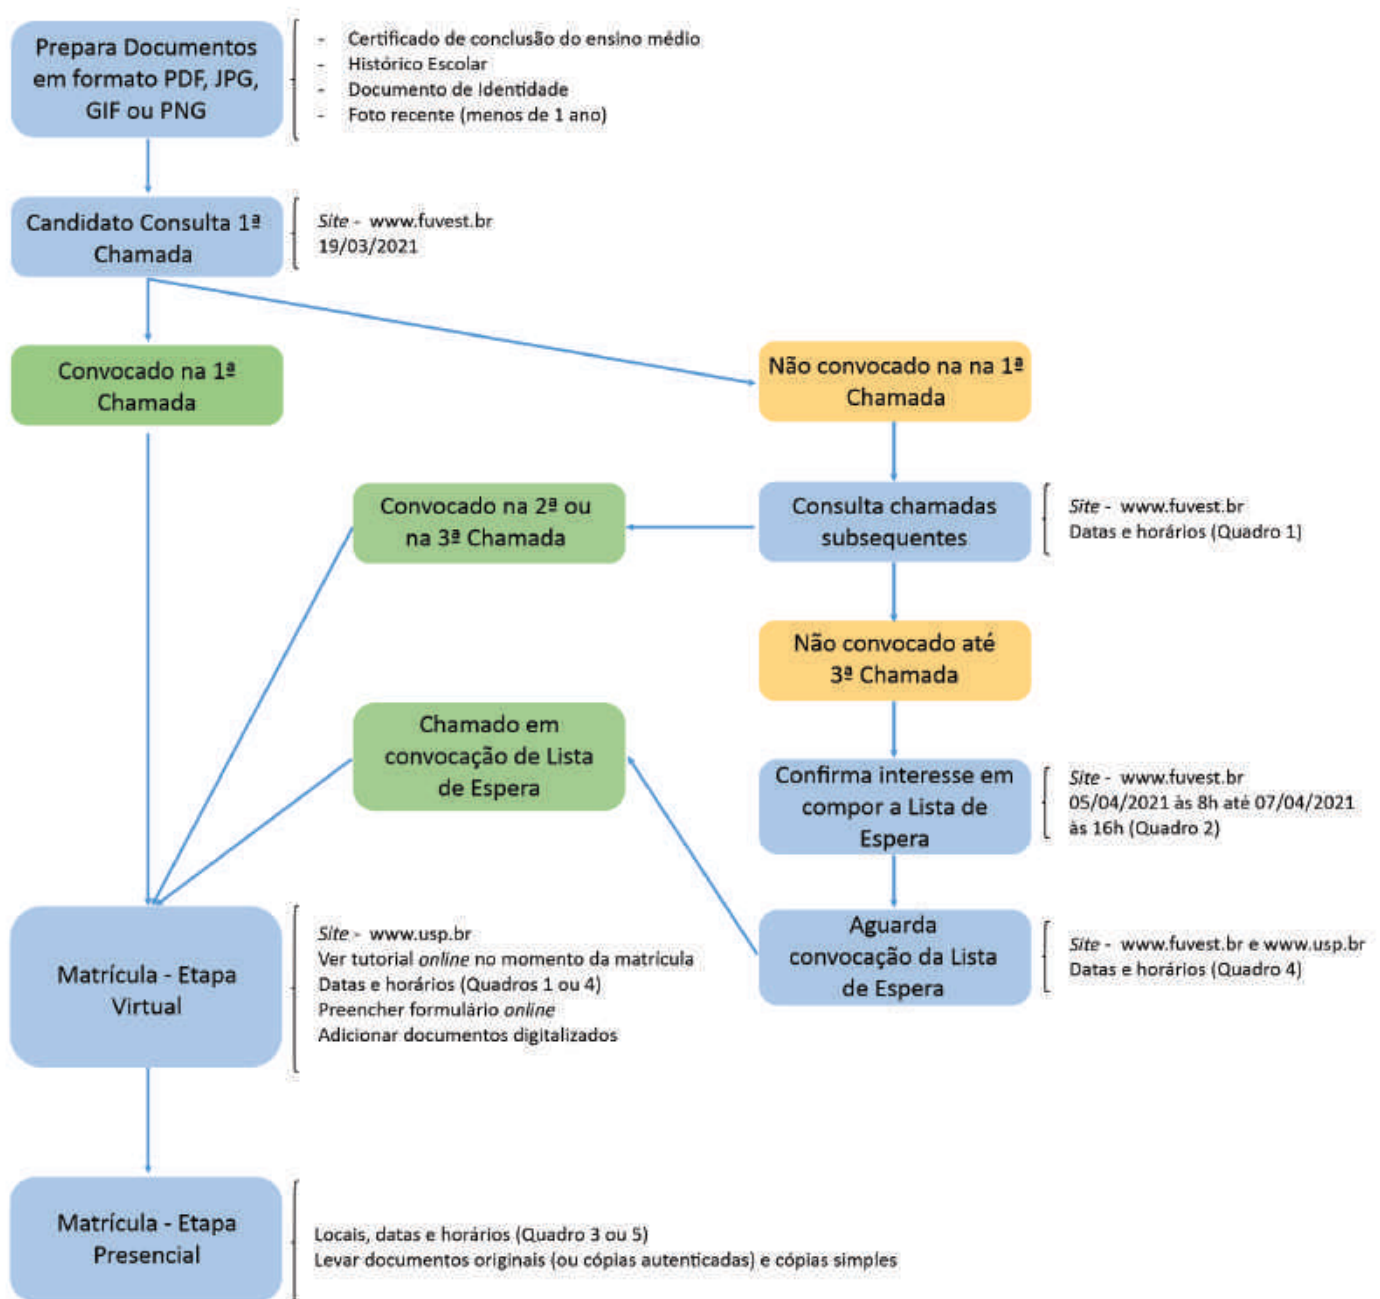 Prepara Documentos
em formato PDF, JPG,
GIF ou PNG
- Certificado de conclusão do ensino médio
- Histórico Escolar
- Documento de Identidade
- Foto recente (menos de 1 ano)
Candidato Consulta 1ª
Chamada
Site - www.fuvest.br
19/03/2021
Convocado na 1ª
Chamada
Não convocado na na 1ª
Chamada
Convocado na 2ª ou
na 3ª Chamada
Consulta chamadas
subsequentes
Site - www.fuvest.br
Datas e horários (Quadro 1)
Não convocado até
3ª Chamada
Chamado em
convocação de Lista
de Espera
Confirma interesse em
compor a Lista de
Espera
Site - www.fuvest.br
05/04/2021 às 8h até 07/04/2021
às 16h (Quadro 2)
Aguarda
convocação da Lista
de Espera
Site - www.fuvest.br e www.usp.br
Datas e horários (Quadro 4)
Matrícula - Etapa
Virtual
Site - www.usp.br
Ver tutorial online no momento da matrícula
Datas e horários (Quadros 1 ou 4)
Preencher formulário online
Adicionar documentos digitalizados
Matrícula - Etapa
Presencial
Locais, datas e horários (Quadro 3 ou 5)
Levar documentos originais (ou cópias autenticadas) e cópias simples